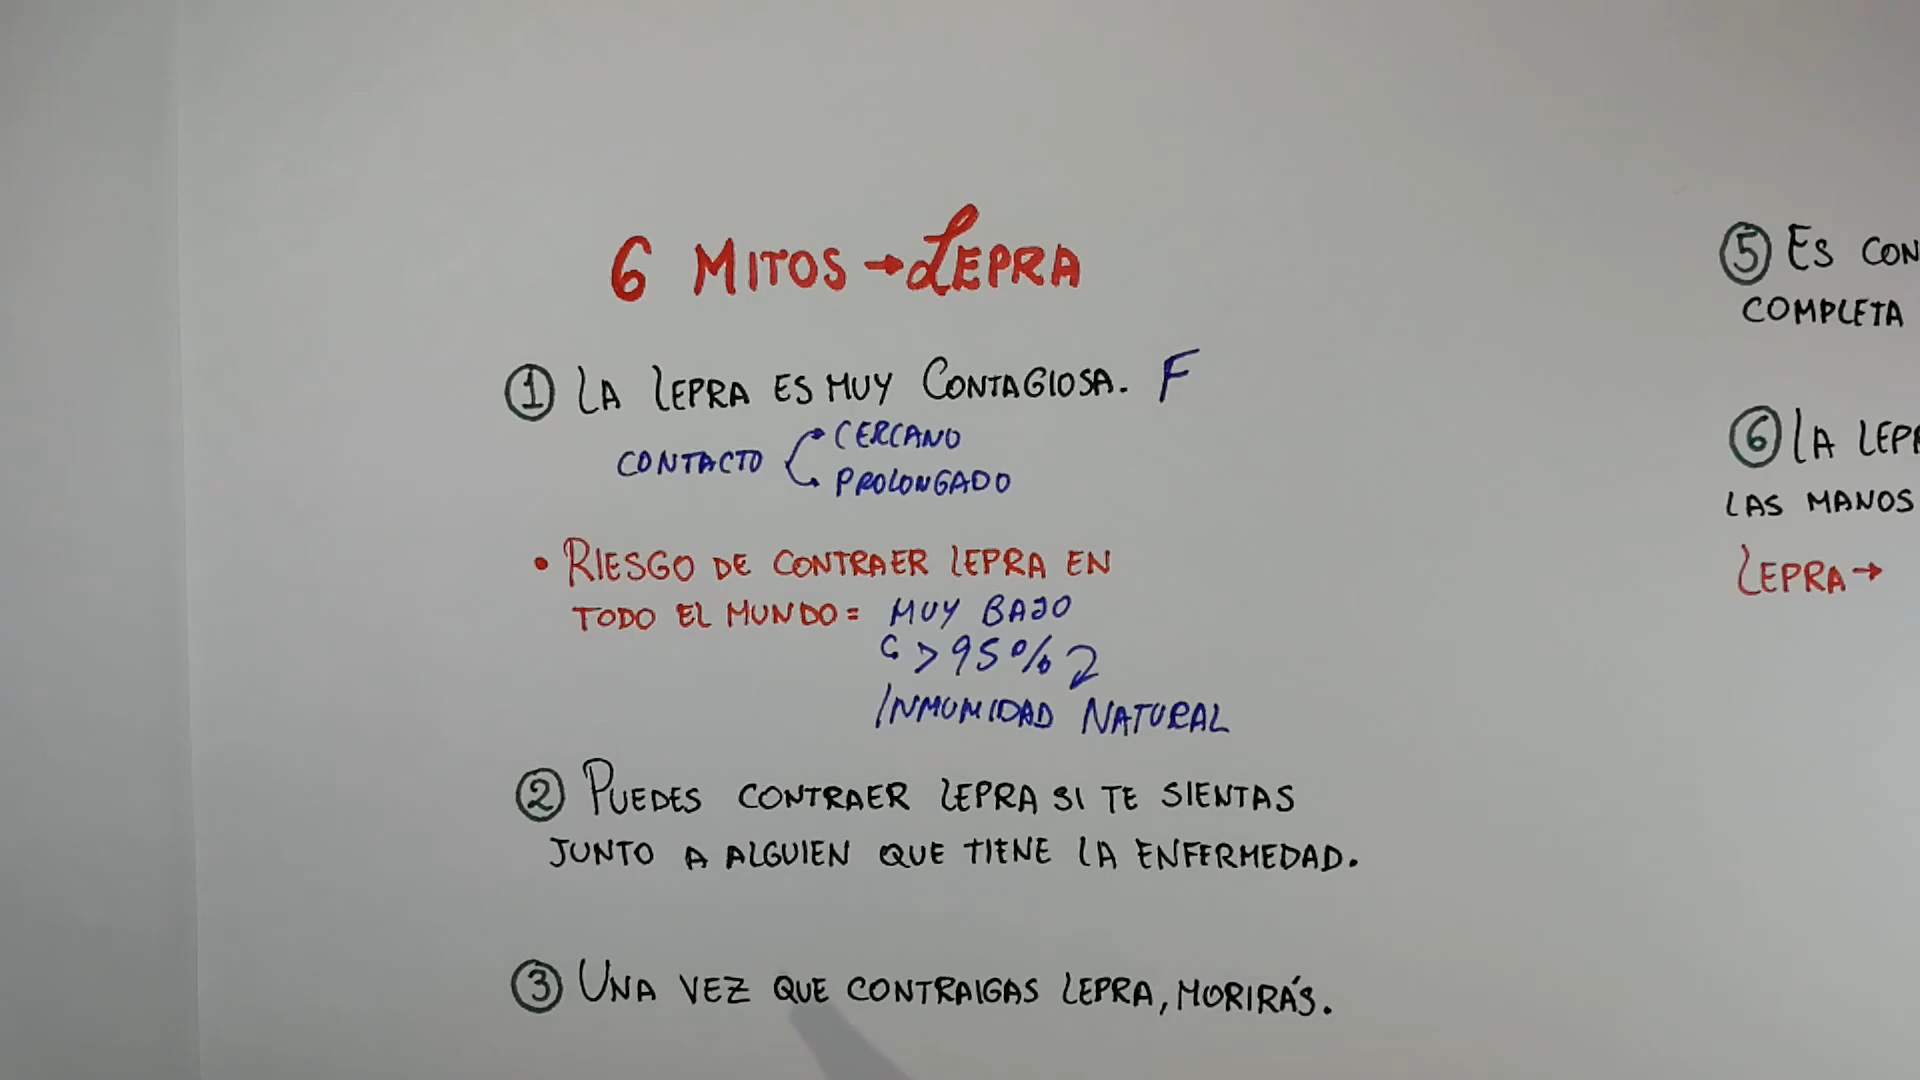 6 MITOS → LEPRA
① LA LEPRA ES MUY CONTAGIOSA. F
CONTACTO
CERCANO
PROLONGADO
• RIESGO DE CONTRAER LEPRA EN
TODO EL MUNDO = MUY BAJO
> 95%
INMUNIDAD NATURAL
② PUEDES CONTRAER LEPRA SI TE SIENTAS
JUNTO A ALGUIEN QUE TIENE LA ENFERMEDAD.
③ UNA VEZ QUE CONTRAIGAS LEPRA, MORIRÁS.
⑤ ES CON
COMPLETA
⑥ LA LEPR
LAS MANOS
LEPRA →